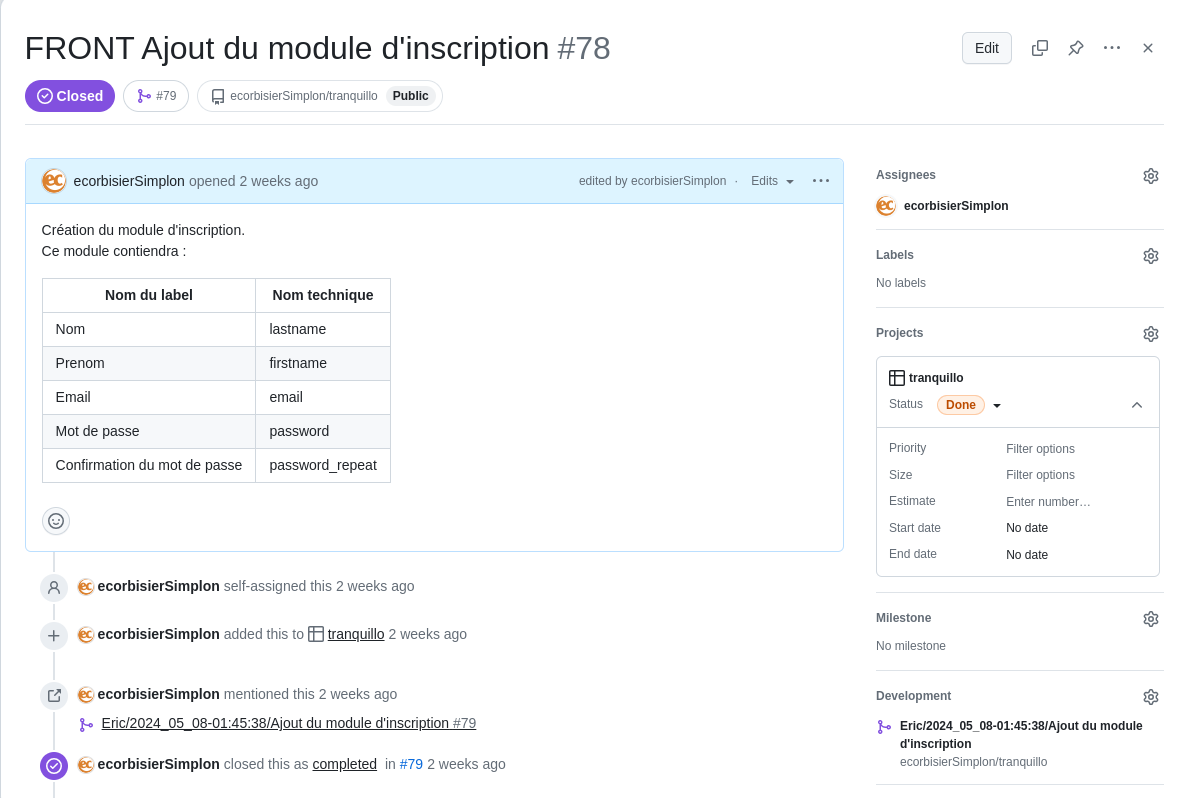 FRONT Ajout du module d'inscription #78
Edit
Closed
#79
ecorbisierSimplon/tranquillo Public
ecorbisierSimplon opened 2 weeks ago
edited by ecorbisierSimplon · Edits
Création du module d'inscription.
Ce module contiendra :
Nom du label Nom technique
Nom lastname
Prenom firstname
Email email
Mot de passe password
Confirmation du mot de passe password_repeat
ecorbisierSimplon self-assigned this 2 weeks ago
ecorbisierSimplon added this to tranquillo 2 weeks ago
ecorbisierSimplon mentioned this 2 weeks ago
Eric/2024_05_08-01:45:38/Ajout du module d'inscription #79
ecorbisierSimplon closed this as completed in #79 2 weeks ago
Assignees
ec ecorbisierSimplon
Labels
No labels
Projects
tranquillo
Status Done
Priority Filter options
Size Filter options
Estimate Enter number…
Start date No date
End date No date
Milestone
No milestone
Development
Eric/2024_05_08-01:45:38/Ajout du module
d'inscription
ecorbisierSimplon/tranquillo